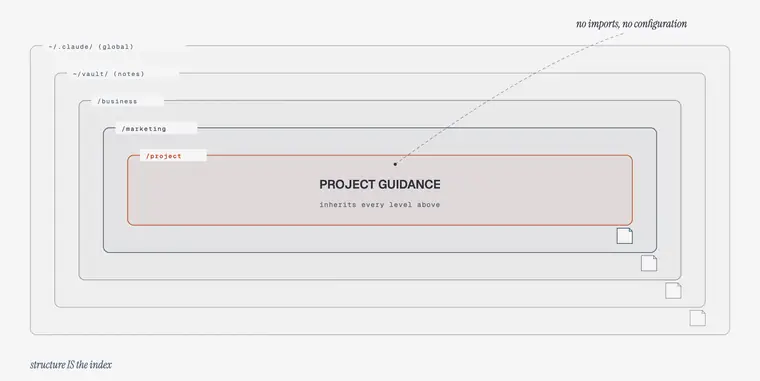 no imports, no configuration
~/.claude/ (global)
~/vault/ (notes)
/business
/marketing
/project
PROJECT GUIDANCE
inherits every level above
structure IS the index